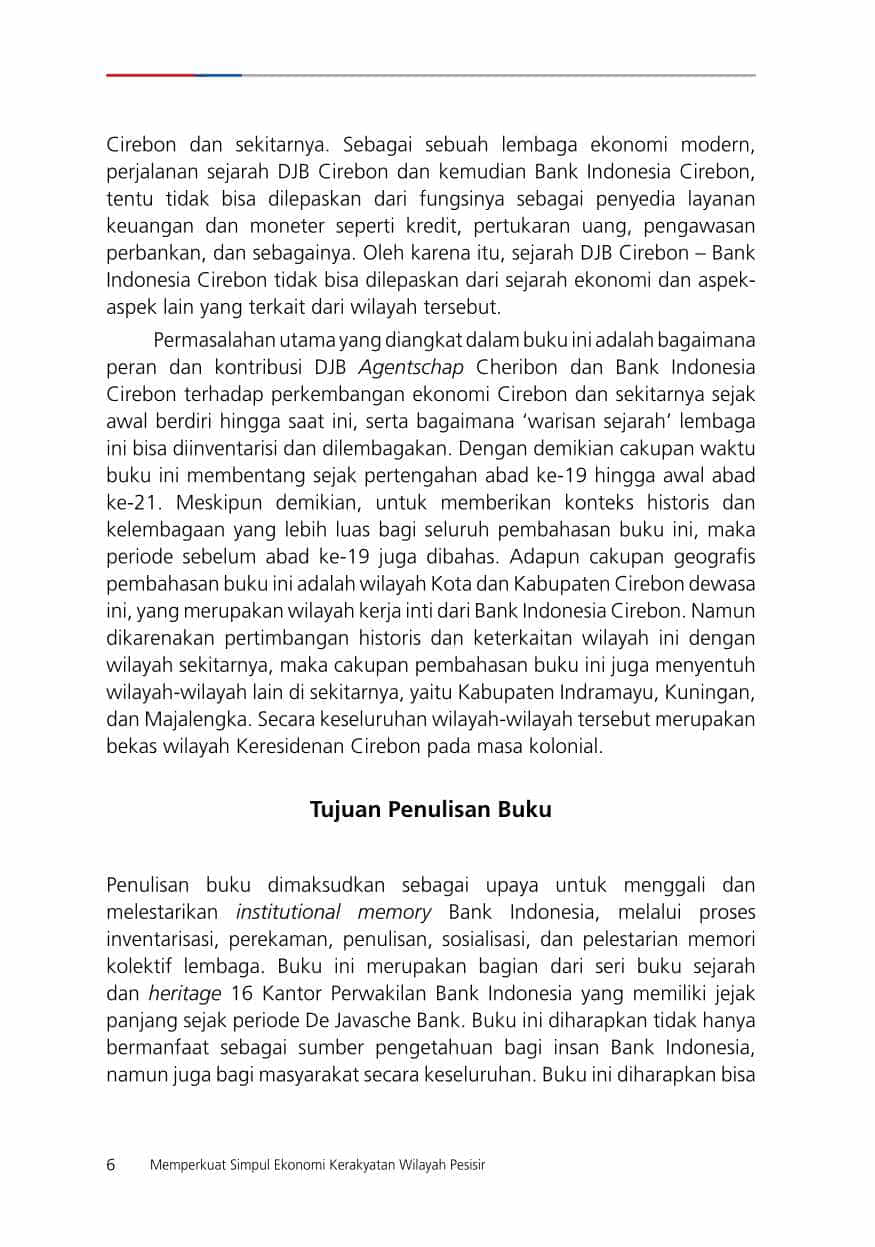 Cirebon dan sekitarnya. Sebagai sebuah lembaga ekonomi modern,
perjalanan sejarah DJB Cirebon dan kemudian Bank Indonesia Cirebon,
tentu tidak bisa dilepaskan dari fungsinya sebagai penyedia layanan
keuangan dan moneter seperti kredit, pertukaran uang, pengawasan
perbankan, dan sebagainya. Oleh karena itu, sejarah DJB Cirebon – Bank
Indonesia Cirebon tidak bisa dilepaskan dari sejarah ekonomi dan aspek-
aspek lain yang terkait dari wilayah tersebut.
Permasalahan utama yang diangkat dalam buku ini adalah bagaimana
peran dan kontribusi DJB Agentschap Cheribon dan Bank Indonesia
Cirebon terhadap perkembangan ekonomi Cirebon dan sekitarnya sejak
awal berdiri hingga saat ini, serta bagaimana ‘warisan sejarah’ lembaga
ini bisa diinventarisi dan dilembagakan. Dengan demikian cakupan waktu
buku ini membentang sejak pertengahan abad ke-19 hingga awal abad
ke-21. Meskipun demikian, untuk memberikan konteks historis dan
kelembagaan yang lebih luas bagi seluruh pembahasan buku ini, maka
periode sebelum abad ke-19 juga dibahas. Adapun cakupan geografis
pembahasan buku ini adalah wilayah Kota dan Kabupaten Cirebon dewasa
ini, yang merupakan wilayah kerja inti dari Bank Indonesia Cirebon. Namun
dikarenakan pertimbangan historis dan keterkaitan wilayah ini dengan
wilayah sekitarnya, maka cakupan pembahasan buku ini juga menyentuh
wilayah-wilayah lain di sekitarnya, yaitu Kabupaten Indramayu, Kuningan,
dan Majalengka. Secara keseluruhan wilayah-wilayah tersebut merupakan
bekas wilayah Keresidenan Cirebon pada masa kolonial.
Tujuan Penulisan Buku
Penulisan buku dimaksudkan sebagai upaya untuk menggali dan
melestarikan institutional memory Bank Indonesia, melalui proses
inventarisasi, perekaman, penulisan, sosialisasi, dan pelestarian memori
kolektif lembaga. Buku ini merupakan bagian dari seri buku sejarah
dan heritage 16 Kantor Perwakilan Bank Indonesia yang memiliki jejak
panjang sejak periode De Javasche Bank. Buku ini diharapkan tidak hanya
bermanfaat sebagai sumber pengetahuan bagi insan Bank Indonesia,
namun juga bagi masyarakat secara keseluruhan. Buku ini diharapkan bisa
6 Memperkuat Simpul Ekonomi Kerakyatan Wilayah Pesisir